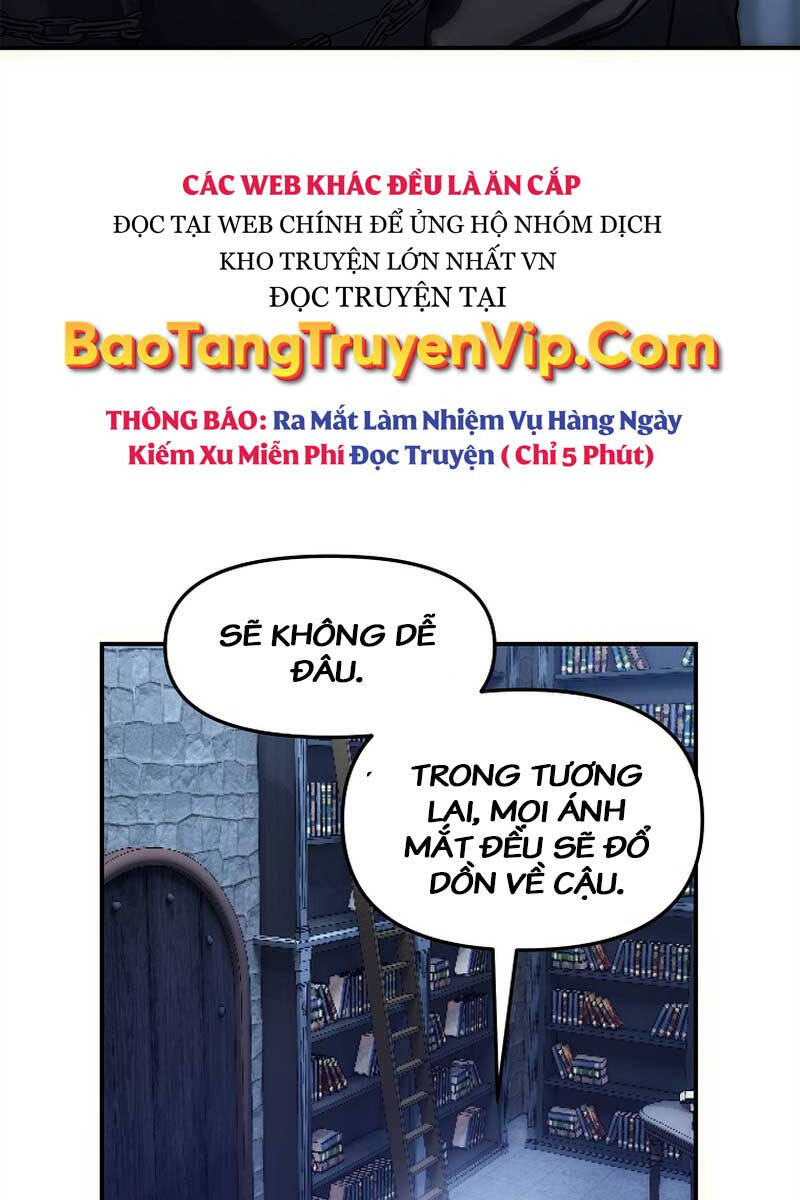 CÁC WEB KHÁC ĐỀU LÀ ĂN CẮP
ĐỌC TẠI WEB CHÍNH ĐỂ ỦNG HỘ NHÓM DỊCH
KHO TRUYỆN LỚN NHẤT VN
ĐỌC TRUYỆN TẠI
BaoTangTruyenVip.Com
THÔNG BÁO: Ra Mắt Làm Nhiệm Vụ Hàng Ngày
Kiếm Xu Miễn Phí Đọc Truyện ( Chỉ 5 Phút)
SẼ KHÔNG DỄ
ĐÂU.
TRONG TƯƠNG
LAI, MỌI ÁNH
MẮT ĐỀU SẼ ĐỔ
DỒN VỀ CẬU.